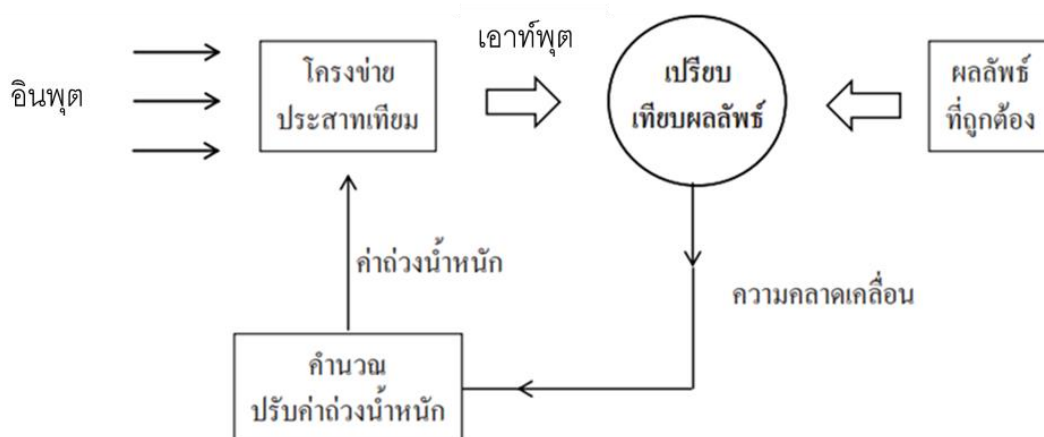 อินพุต
โครงข่าย
ประสาทเทียม
เอาท์พุต
เปรียบ
เทียบผลลัพธ์
ผลลัพธ์
ที่ถูกต้อง
ค่าถ่วงน้ำหนัก
ความคลาดเคลื่อน
คำนวณ
ปรับค่าถ่วงน้ำหนัก